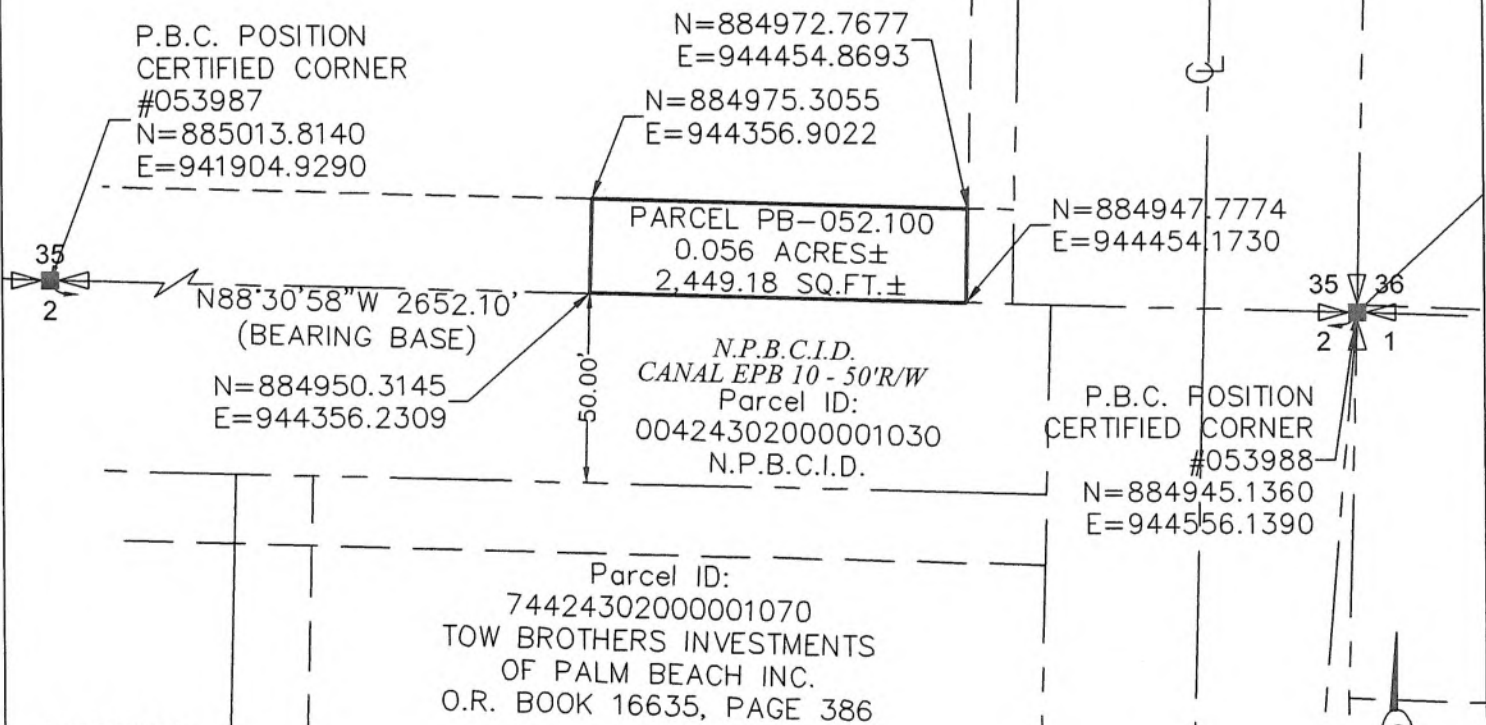 P.B.C. POSITION
CERTIFIED CORNER
#053987
N=885013.8140
E=941904.9290
N=884972.7677
E=944454.8693
N=884975.3055
E=944356.9022
CL
PARCEL PB-052.100
0.056 ACRES±
2,449.18 SQ.FT.±
N=884947.7774
E=944454.1730
35
2
N88°30'58"W 2652.10'
(BEARING BASE)
35 36
2 1
N=884950.3145
E=944356.2309
50.00'
N.P.B.C.I.D.
CANAL EPB 10 - 50'R/W
Parcel ID:
00424302000001030
N.P.B.C.I.D.
P.B.C. POSITION
CERTIFIED CORNER
#053988
N=884945.1360
E=944556.1390
Parcel ID:
74424302000001070
TOW BROTHERS INVESTMENTS
OF PALM BEACH INC.
O.R. BOOK 16635, PAGE 386